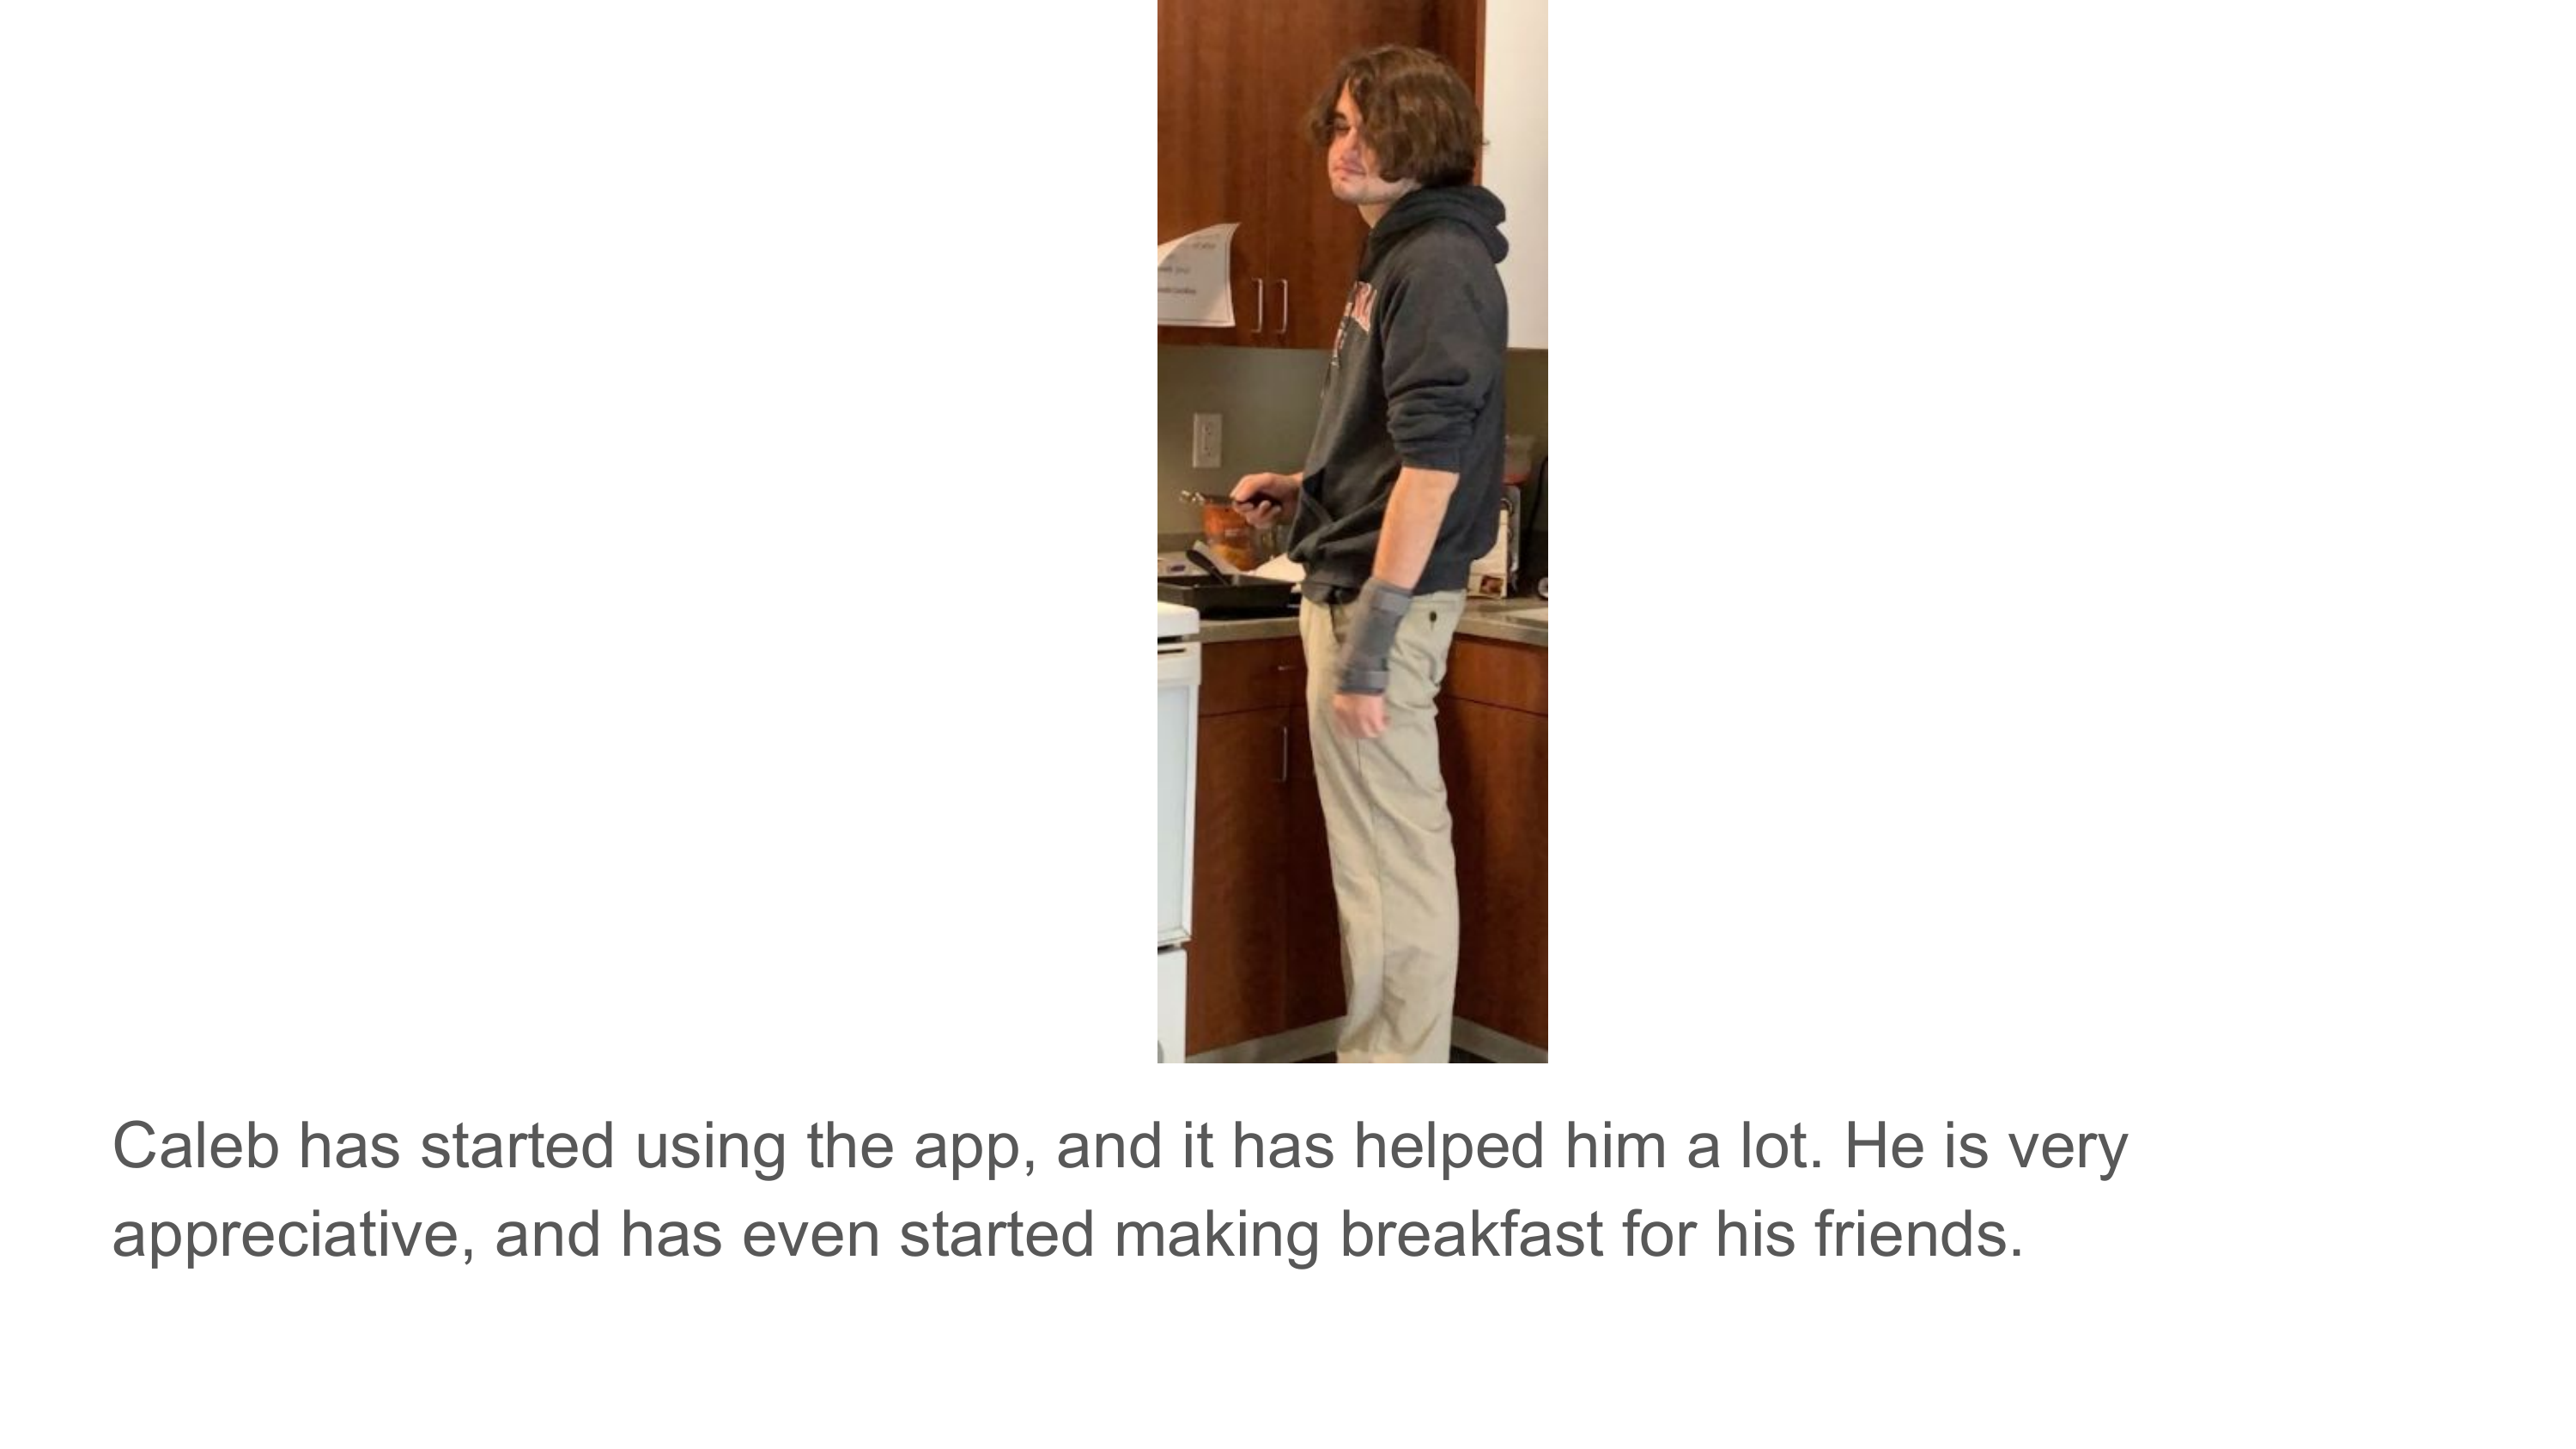 Caleb has started using the app, and it has helped him a lot. He is very
appreciative, and has even started making breakfast for his friends.